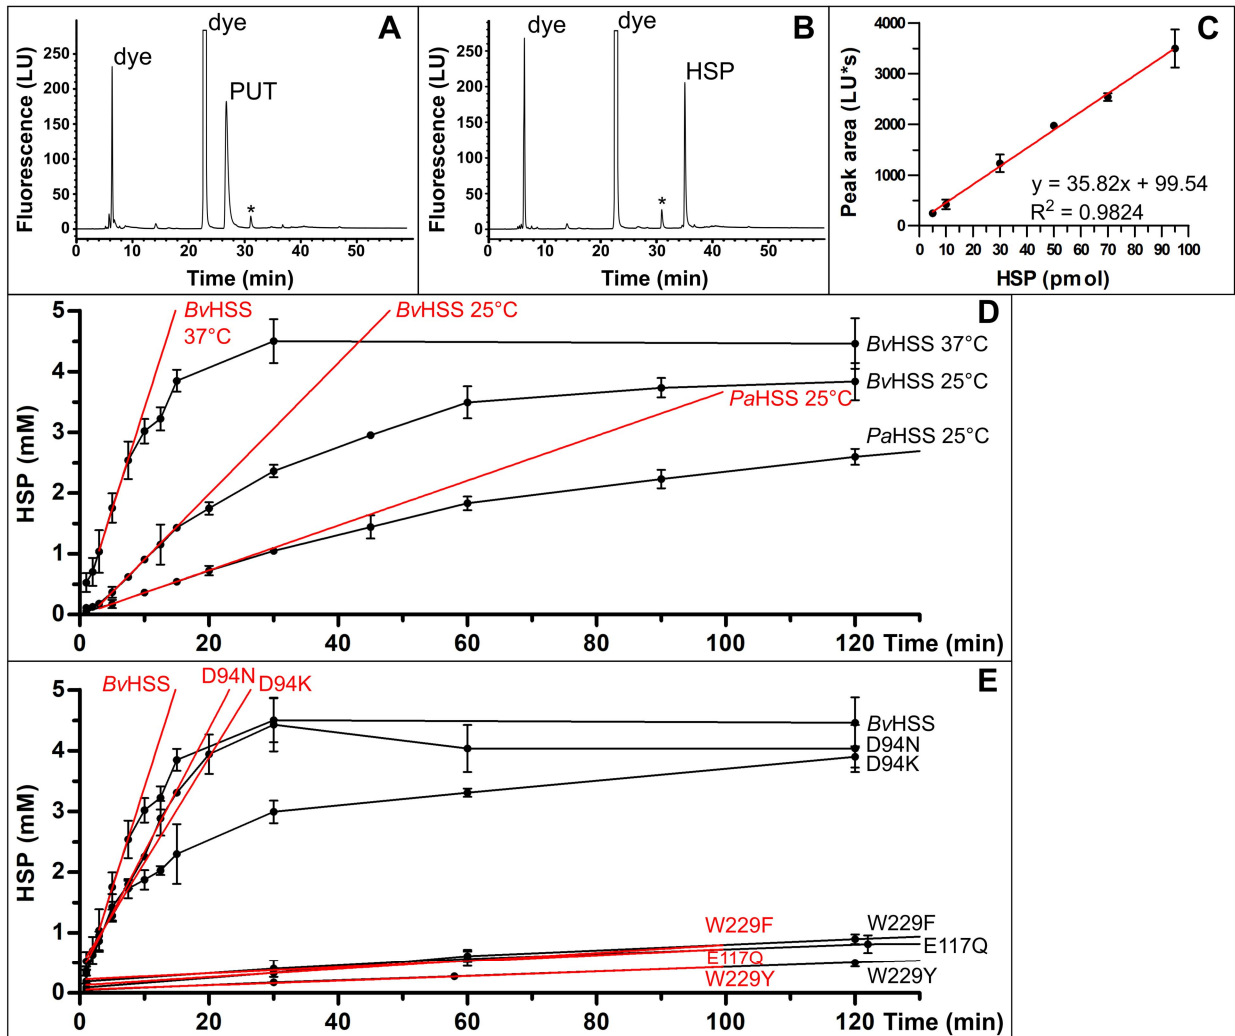 A
dye
dye
PUT
*
Fluorescence (LU)
250
200
150
100
50
0
0
10
20
30
40
50
Time (min)
B
dye
dye
HSP
*
Fluorescence (LU)
250
200
150
100
50
0
0
10
20
30
40
50
Time (min)
C
Peak area (LU*s)
4000
3000
2000
1000
0
y = 35.82x + 99.54
R² = 0.9824
0
10
20
30
40
50
60
70
80
90
100
HSP (pmol)
D
BvHSS
37°C
BvHSS 25°C
PaHSS 25°C
BvHSS 37°C
BvHSS 25°C
PaHSS 25°C
HSP (mM)
5
4
3
2
1
0
0
20
40
60
80
100
120
Time (min)
E
BvHSS
D94N
D94K
BvHSS
D94N
D94K
W229F
E117Q
W229Y
W229F
E117Q
W229Y
HSP (mM)
5
4
3
2
1
0
0
20
40
60
80
100
120
Time (min)